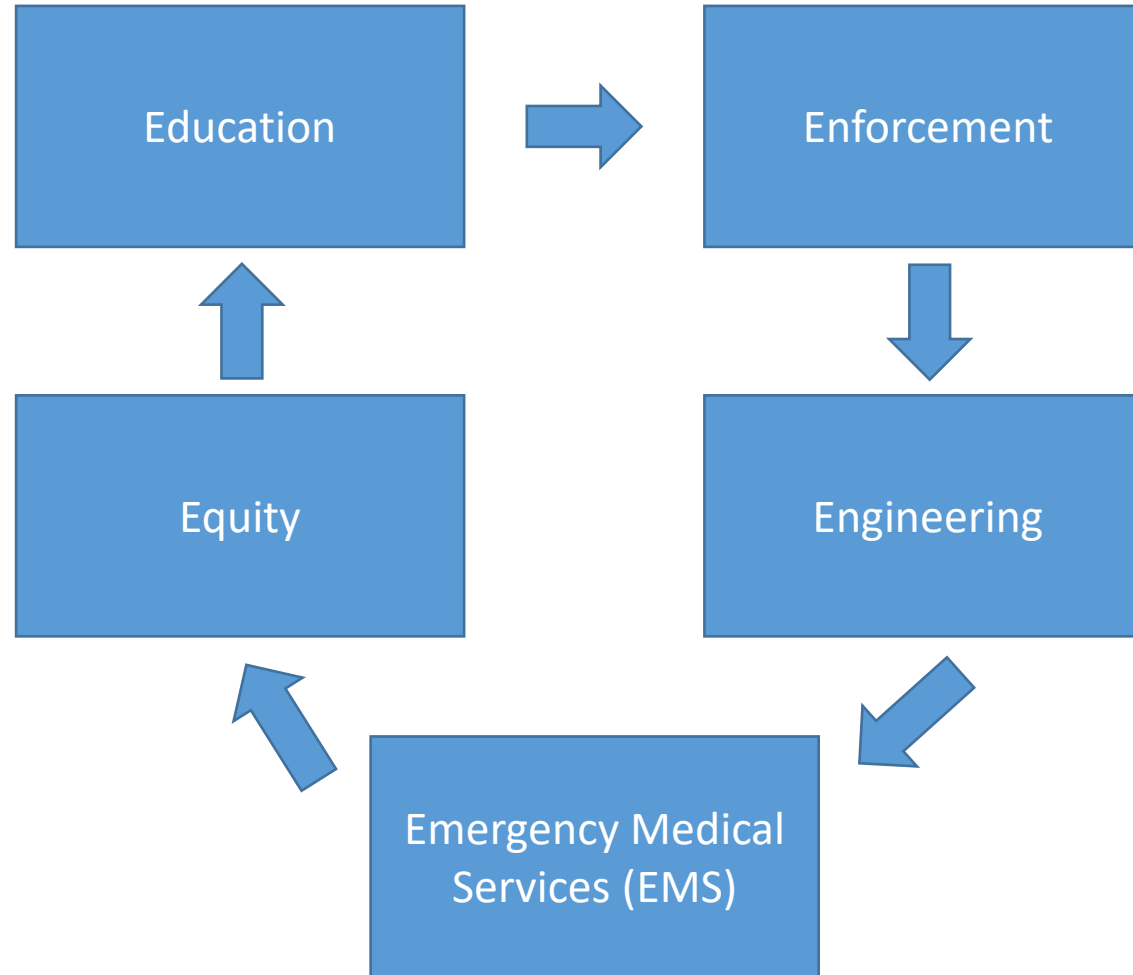 Education
Enforcement
Equity
Engineering
Emergency Medical
Services (EMS)